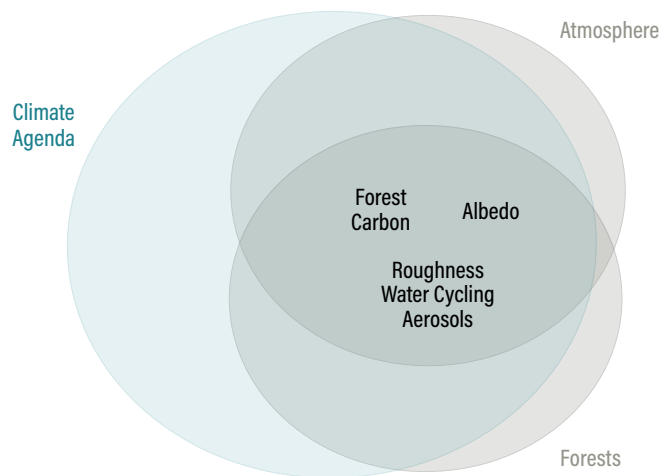 Atmosphere
Climate
Agenda
Forest
Carbon
Albedo
Roughness
Water Cycling
Aerosols
Forests